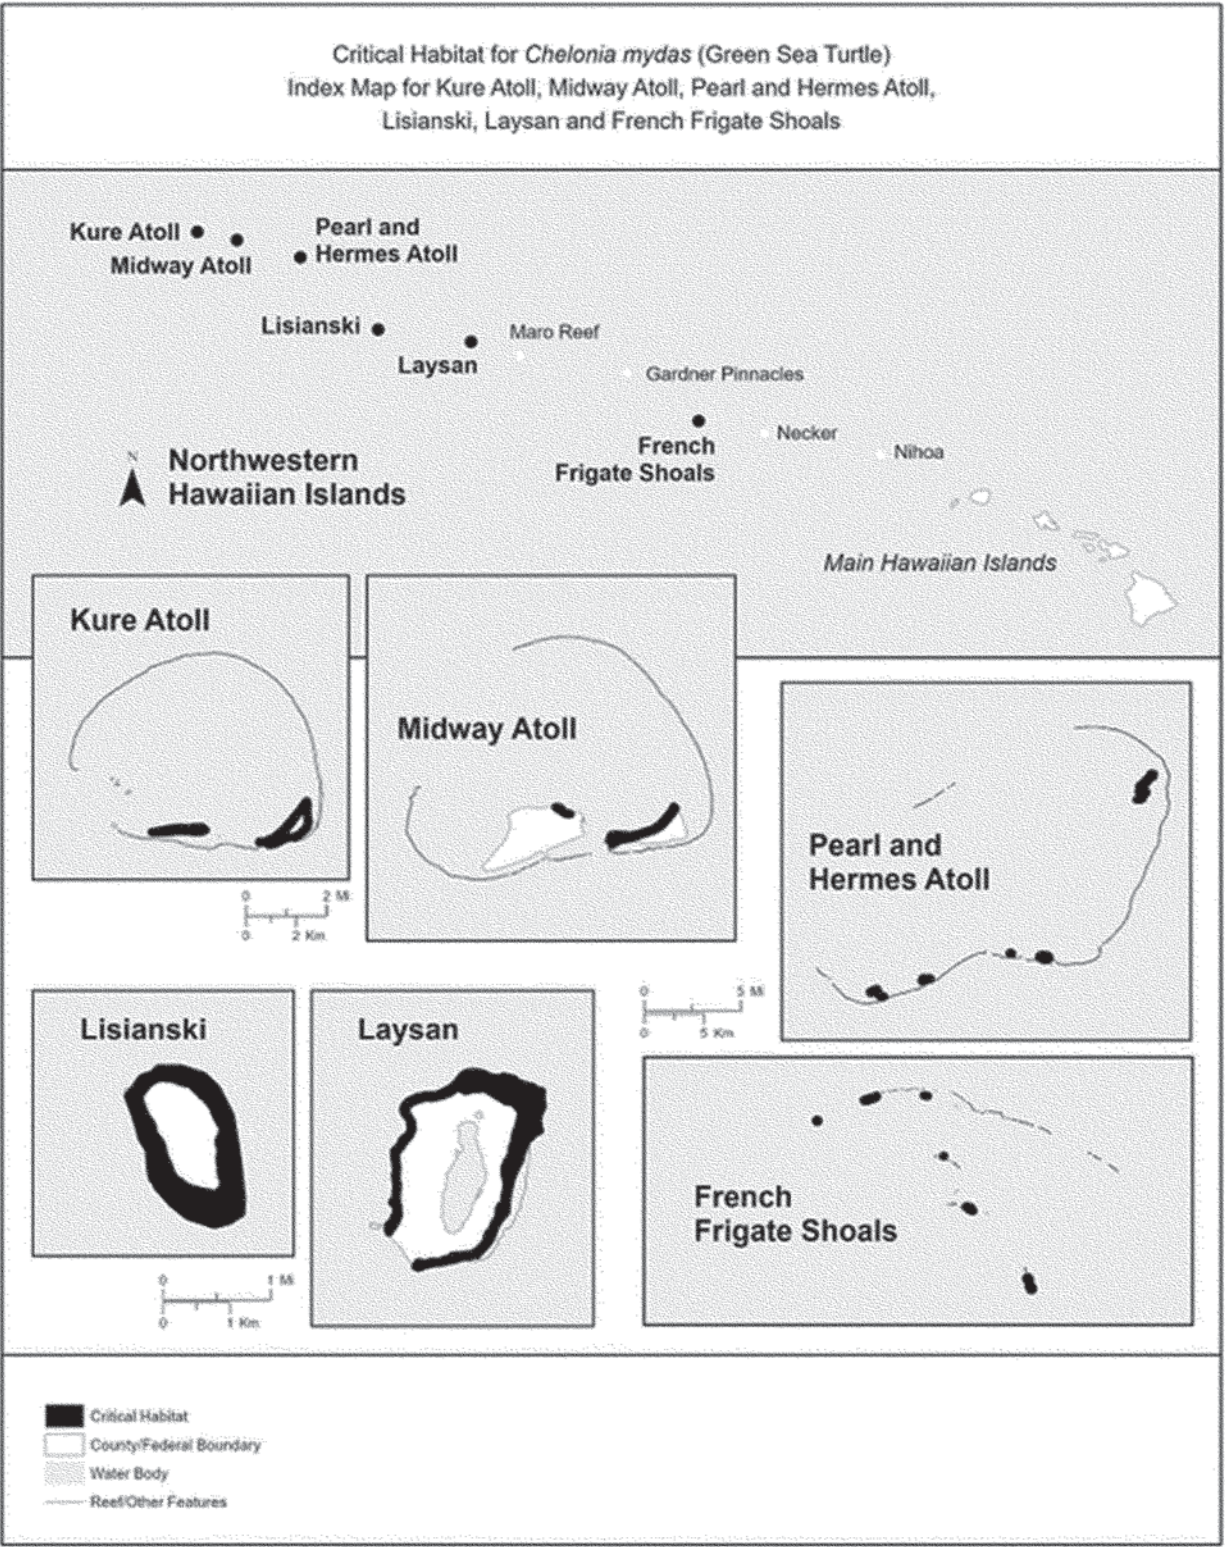 Critical Habitat for Chelonia mydas (Green Sea Turtle)
Index Map for Kure Atoll, Midway Atoll, Pearl and Hermes Atoll,
Lisianski, Laysan and French Frigate Shoals
Kure Atoll
Midway Atoll
Pearl and
Hermes Atoll
Lisianski
Laysan
Maro Reef
Gardner Pinnacles
French
Frigate Shoals
Necker
Nihoa
N
Northwestern
Hawaiian Islands
Main Hawaiian Islands
Kure Atoll
0 2 Mi
0 2 Km
Midway Atoll
Pearl and
Hermes Atoll
0 5 Mi
0 5 Km
Lisianski
0 1 Mi
0 1 Km
Laysan
French
Frigate Shoals
Critical Habitat
County/Federal Boundary
Water Body
Reef/Other Features